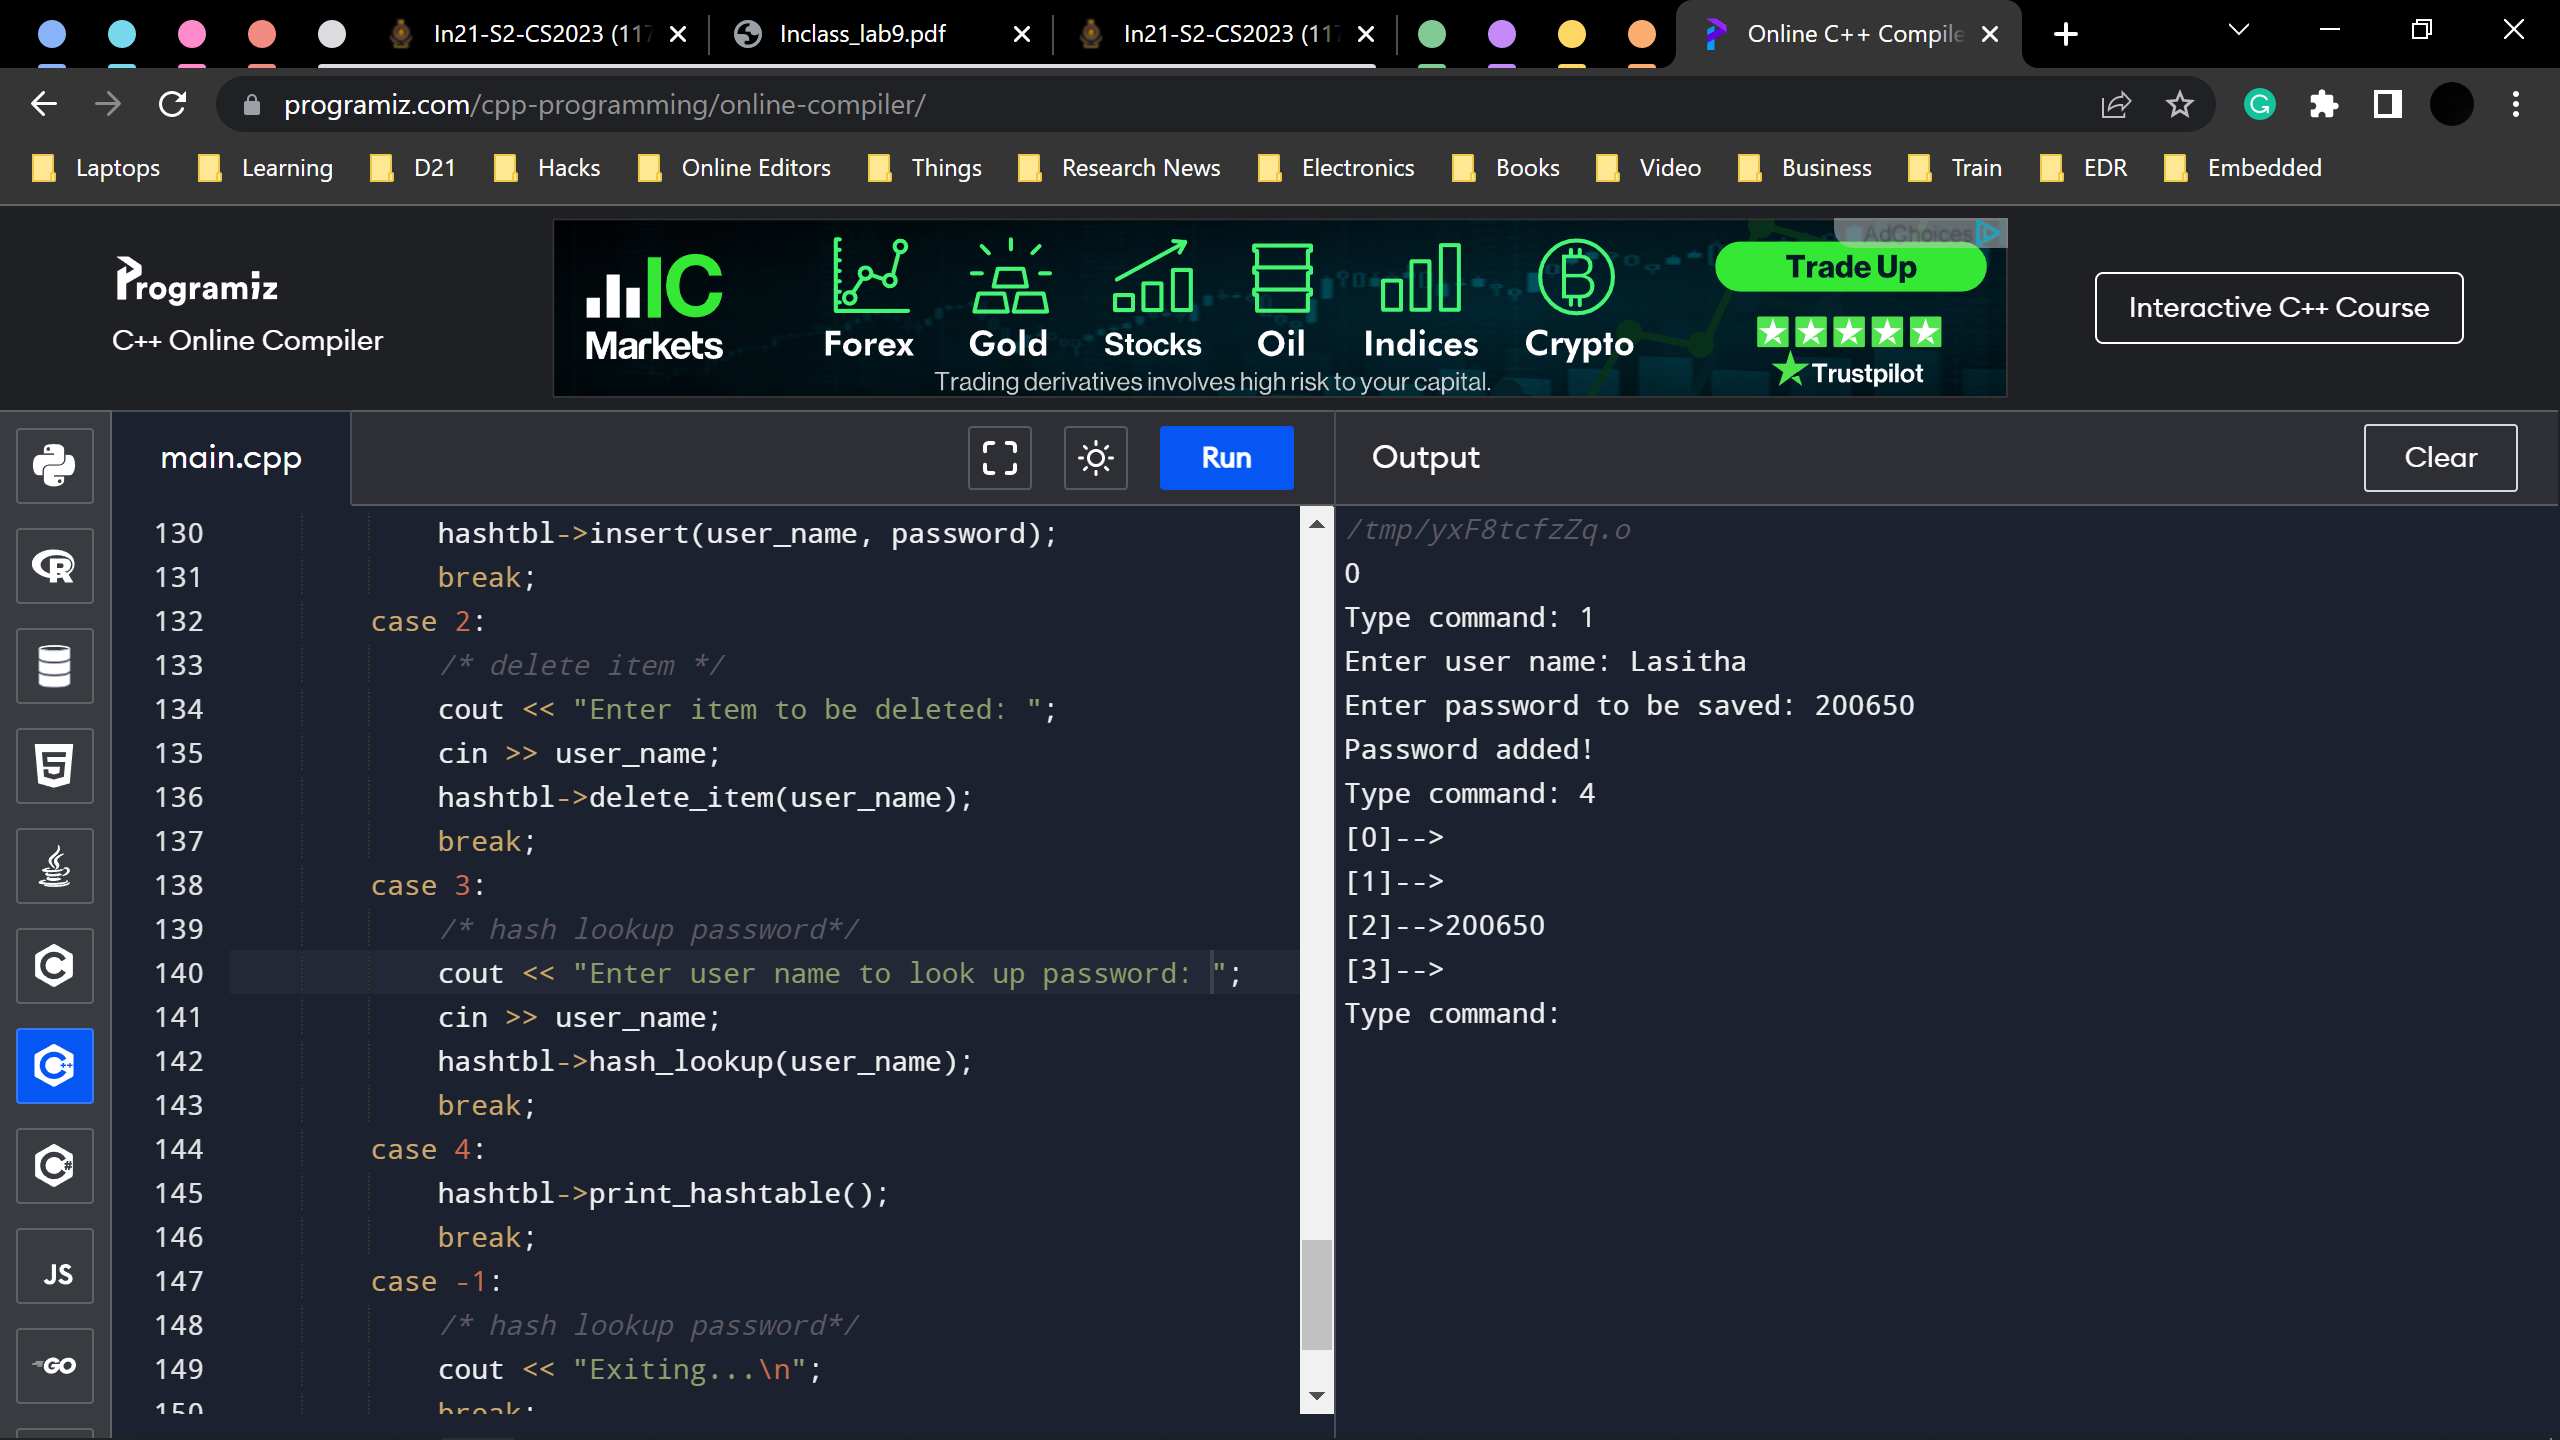 In21-S2-CS2023 (117
Inclass_lab9.pdf
In21-S2-CS2023 (117
Online C++ Compile
programiz.com/cpp-programming/online-compiler/
Laptops
Learning
D21
Hacks
Online Editors
Things
Research News
Electronics
Books
Video
Business
Train
EDR
Embedded
Programiz
C++ Online Compiler
IC
Markets
Forex
Gold
Stocks
Oil
Indices
Crypto
Trading derivatives involves high risk to your capital.
AdChoices
Trade Up
Trustpilot
Interactive C++ Course
main.cpp
Run
Output
Clear
130 hashtbl->insert(user_name, password);
131 break;
132 case 2:
133 /* delete item */
134 cout << "Enter item to be deleted: ";
135 cin >> user_name;
136 hashtbl->delete_item(user_name);
137 break;
138 case 3:
139 /* hash lookup password*/
140 cout << "Enter user name to look up password: ";
141 cin >> user_name;
142 hashtbl->hash_lookup(user_name);
143 break;
144 case 4:
145 hashtbl->print_hashtable();
146 break;
147 case -1:
148 /* hash lookup password*/
149 cout << "Exiting...\n";
150 break;
/tmp/yxF8tcfzZq.o
0
Type command: 1
Enter user name: Lasitha
Enter password to be saved: 200650
Password added!
Type command: 4
[0]-->
[1]-->
[2]-->200650
[3]-->
Type command:
R
5
C
C++
C#
JS
GO